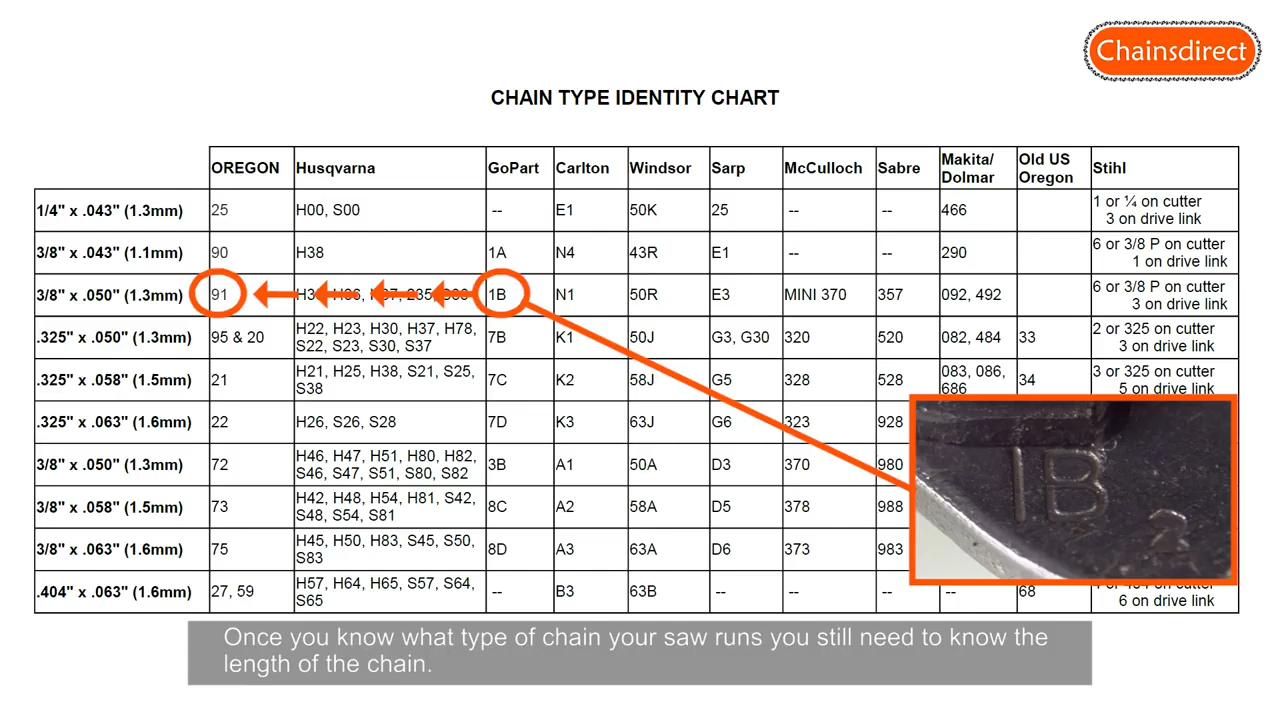 Chainsdirect
CHAIN TYPE IDENTITY CHART
OREGON Husqvarna GoPart Carlton Windsor Sarp McCulloch Sabre Makita/ Dolmar Old US Oregon Stihl
1/4" x .043" (1.3mm) 25 H00, S00 -- E1 50K 25 -- -- 466 1 or ¼ on cutter 3 on drive link
3/8" x .043" (1.1mm) 90 H38 1A N4 43R E1 -- -- 290 6 or 3/8 P on cutter 1 on drive link
3/8" x .050" (1.3mm) 91 1B N1 50R E3 MINI 370 357 092, 492 6 or 3/8 P on cutter 3 on drive link
.325" x .050" (1.3mm) 95 & 20 H22, H23, H30, H37, H78, S22, S23, S30, S37 7B K1 50J G3, G30 320 520 082, 484 33 2 or 325 on cutter 3 on drive link
.325" x .058" (1.5mm) 21 H21, H25, H38, S21, S25, S38 7C K2 58J G5 328 528 083, 086, 686 34 3 or 325 on cutter 5 on drive link
.325" x .063" (1.6mm) 22 H26, S26, S28 7D K3 63J G6 323 928
3/8" x .050" (1.3mm) 72 H46, H47, H51, H80, H82, S46, S47, S51, S80, S82 3B A1 50A D3 370 980
3/8" x .058" (1.5mm) 73 H42, H48, H54, H81, S42, S48, S54, S81 8C A2 58A D5 378 988
3/8" x .063" (1.6mm) 75 H45, H50, H83, S45, S50, S83 8D A3 63A D6 373 983
.404" x .063" (1.6mm) 27, 59 H57, H64, H65, S57, S64, S65 -- B3 63B -- -- -- -- 68 6 on drive link
1B
2
Once you know what type of chain your saw runs you still need to know the
length of the chain.